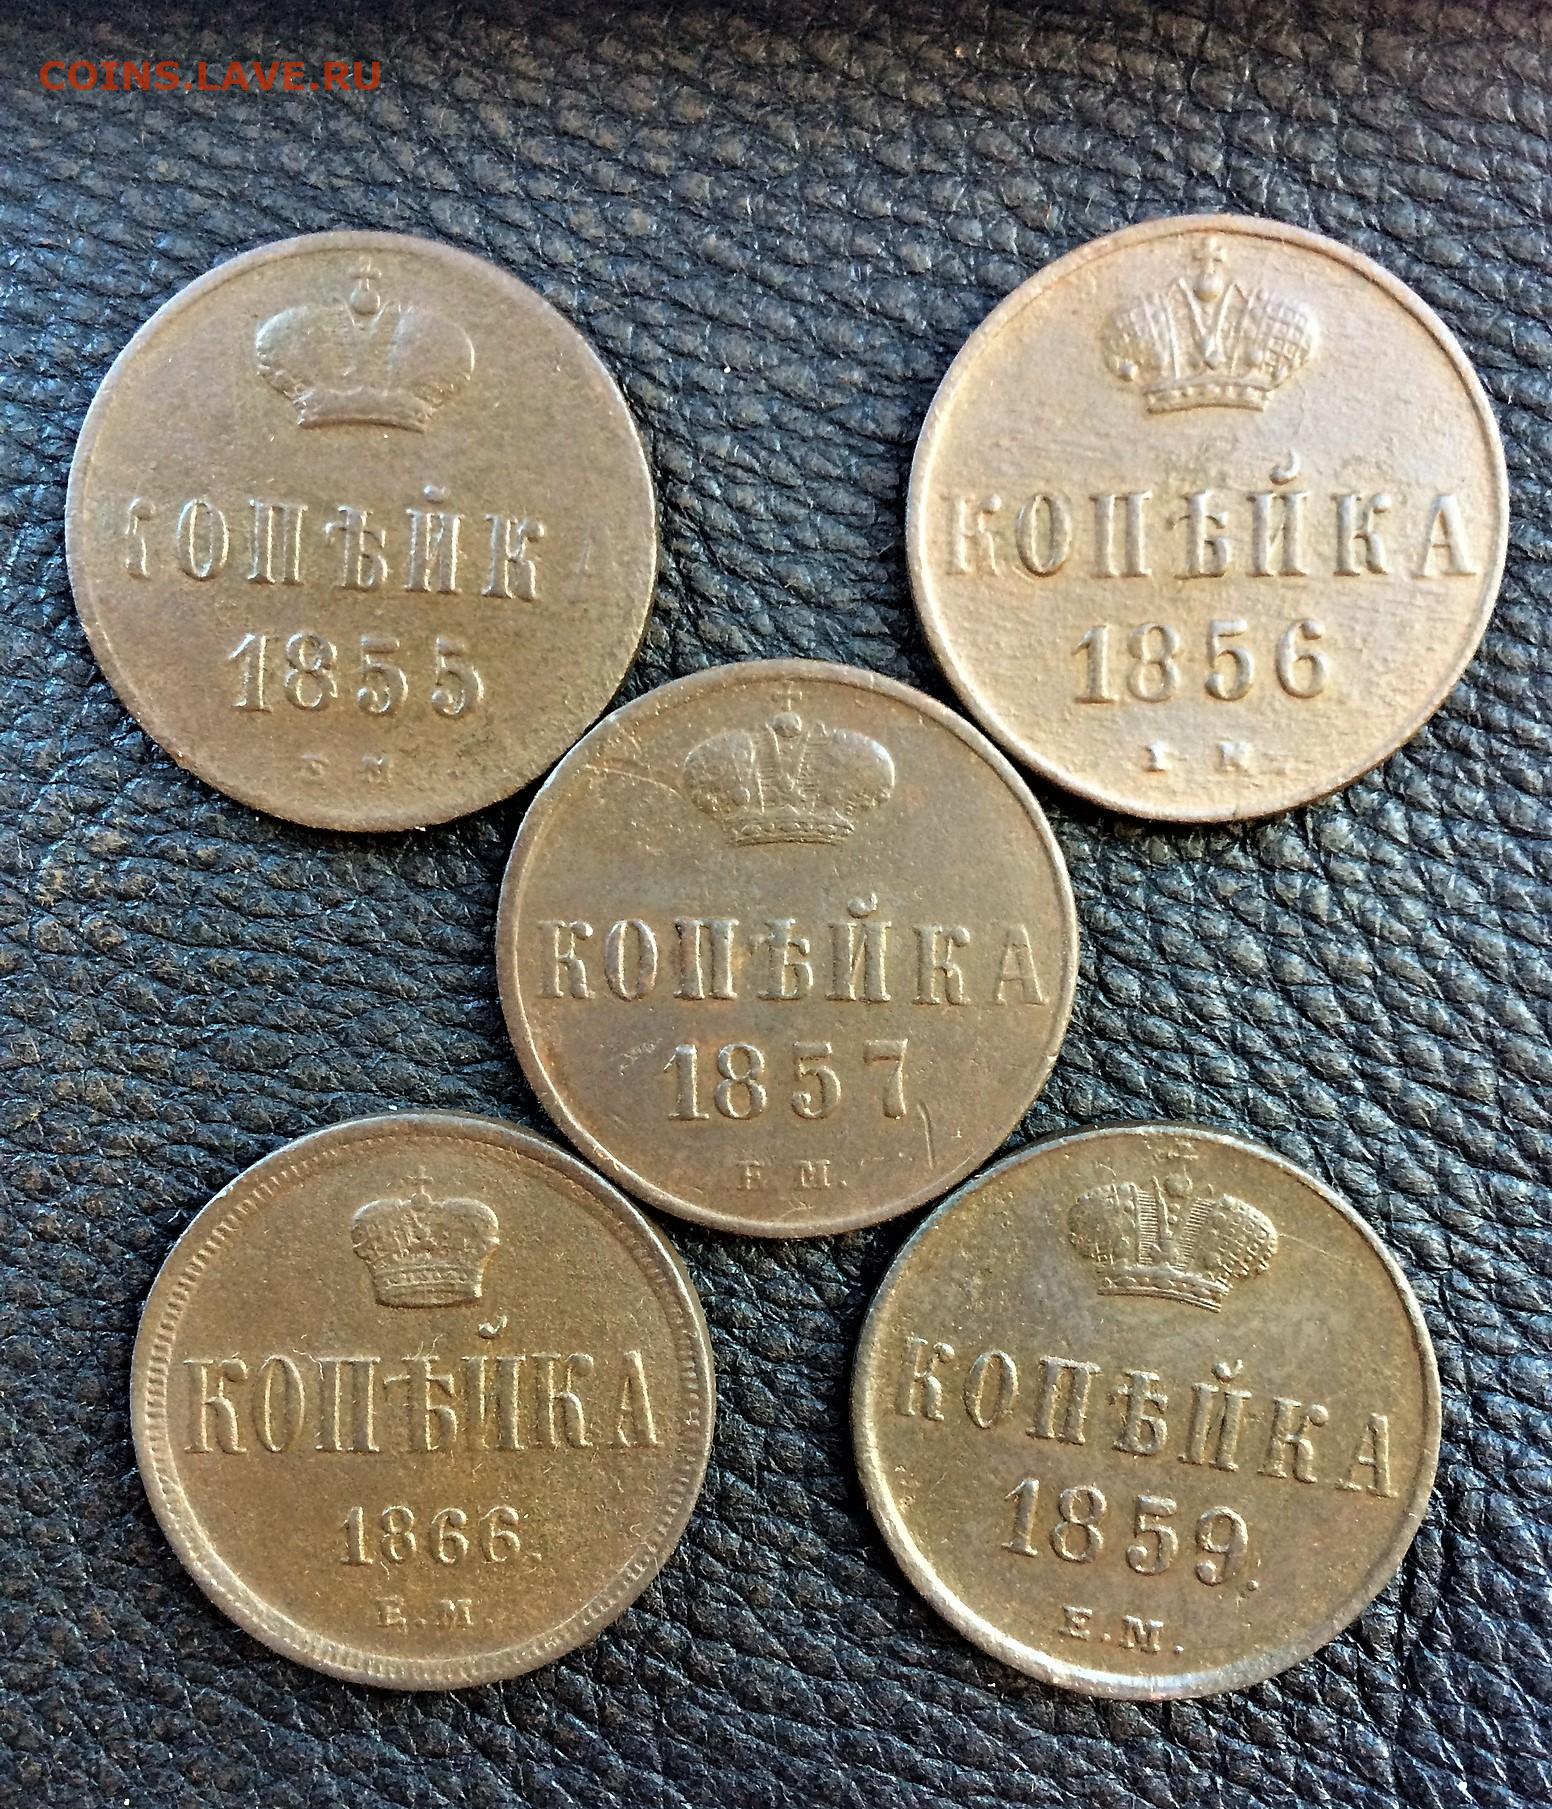 COINS.LAVE.RU
КОПѢЙКА
1855
Е М
КОПѢЙКА
1856
М.
КОПѢЙКА
1857
Е.М.
КОПѢЙКА
1866.
Е.М.
КОПѢЙКА
1859.
Е.М.